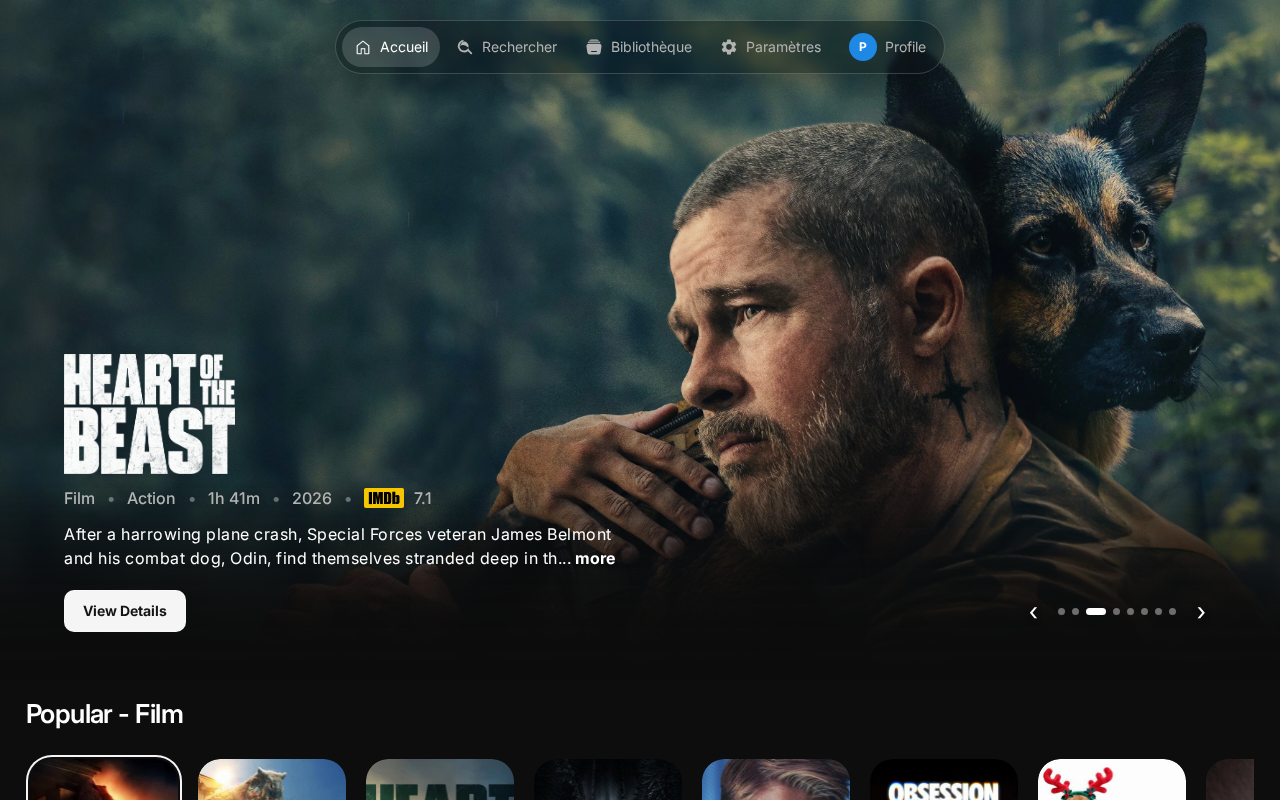 Accueil
Rechercher
Bibliothèque
Paramètres
P
Profile
HEART OF THE
BEAST
Film • Action • 1h 41m • 2026 • IMDb 7.1
After a harrowing plane crash, Special Forces veteran James Belmont
and his combat dog, Odin, find themselves stranded deep in th... more
View Details
Popular - Film
HEART
OBSESSION